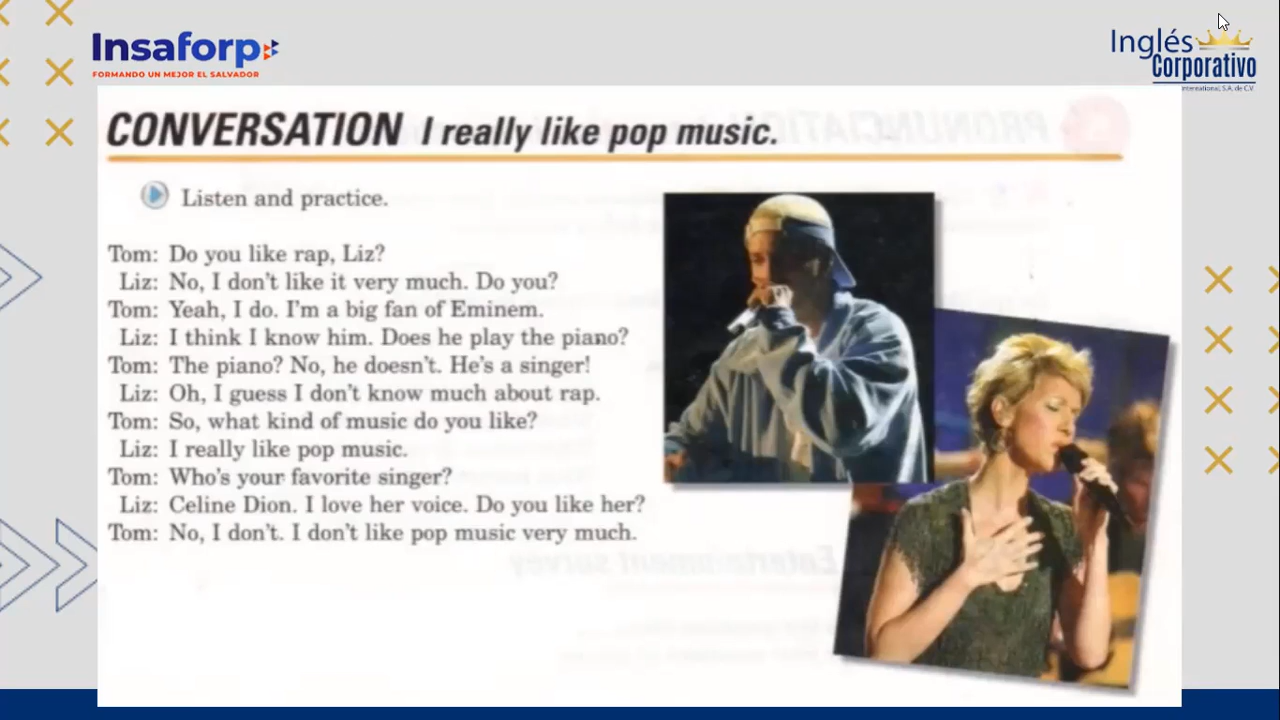 Insaforp
FORMANDO UN MEJOR EL SALVADOR
Inglés
Corporativo
International, S.A. de C.V.
CONVERSATION I really like pop music.
PRONUNCIATION
Listen and practice.
Tom: Do you like rap, Liz?
Liz: No, I don't like it very much. Do you?
Tom: Yeah, I do. I'm a big fan of Eminem.
Liz: I think I know him. Does he play the piano?
Tom: The piano? No, he doesn't. He's a singer!
Liz: Oh, I guess I don't know much about rap.
Tom: So, what kind of music do you like?
Liz: I really like pop music.
Tom: Who's your favorite singer?
Liz: Celine Dion. I love her voice. Do you like her?
Tom: No, I don't. I don't like pop music very much.
Entertainment survey